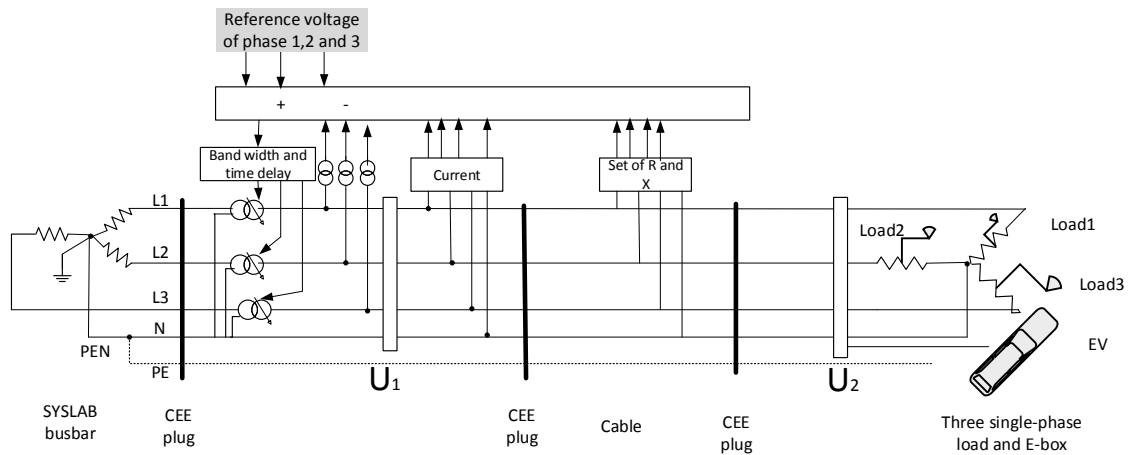 Reference voltage
of phase 1,2 and 3
+ -
Band width and
time delay
Current
Set of R and
X
L1
L2
L3
N
PEN
PE
U1
U2
Load2
Load1
Load3
EV
SYSLAB
busbar
CEE
plug
CEE
plug
Cable
CEE
plug
Three single-phase
load and E-box